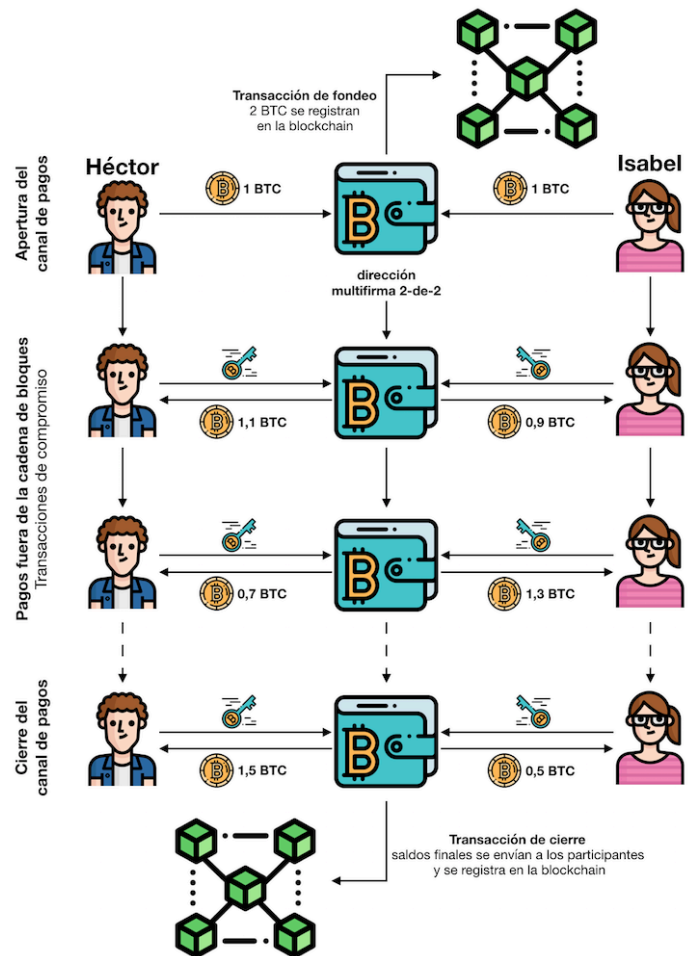 Transacción de fondeo
2 BTC se registran
en la blockchain
Héctor
Isabel
Apertura del
canal de pagos
1 BTC
1 BTC
dirección
multifirma 2-de-2
Pagos fuera de la cadena de bloques
Transacciones de compromiso
1,1 BTC
0,9 BTC
0,7 BTC
1,3 BTC
Cierre del
canal de pagos
1,5 BTC
0,5 BTC
Transacción de cierre
saldos finales se envían a los participantes
y se registra en la blockchain